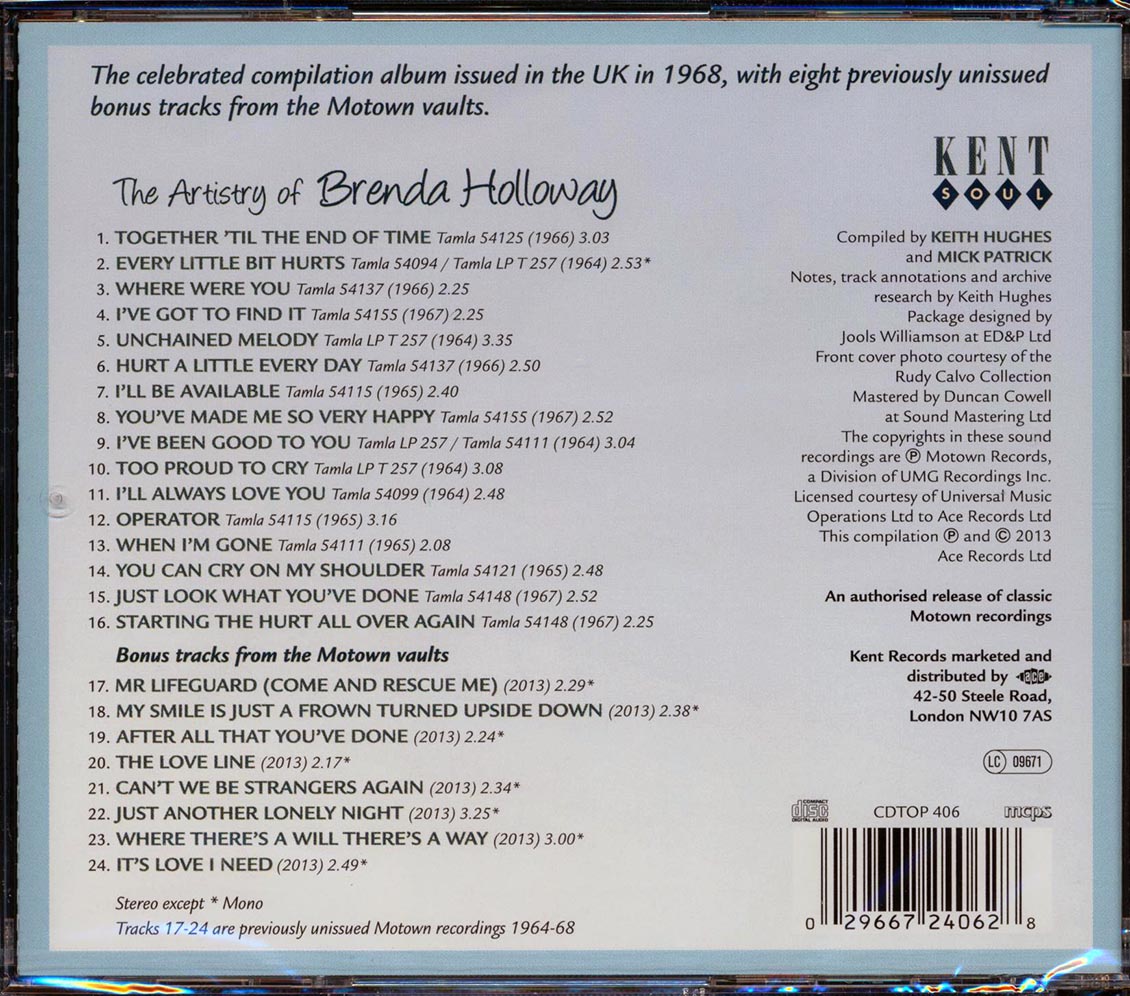 The celebrated compilation album issued in the UK in 1968, with eight previously unissued
bonus tracks from the Motown vaults.
The Artistry of Brenda Holloway
1. TOGETHER 'TIL THE END OF TIME Tamla 54125 (1966) 3.03
2. EVERY LITTLE BIT HURTS Tamla 54094 / Tamla LP T 257 (1964) 2.53*
3. WHERE WERE YOU Tamla 54137 (1966) 2.25
4. I'VE GOT TO FIND IT Tamla 54155 (1967) 2.25
5. UNCHAINED MELODY Tamla LP T 257 (1964) 3.35
6. HURT A LITTLE EVERY DAY Tamla 54137 (1966) 2.50
7. I'LL BE AVAILABLE Tamla 54115 (1965) 2.40
8. YOU'VE MADE ME SO VERY HAPPY Tamla 54155 (1967) 2.52
9. I'VE BEEN GOOD TO YOU Tamla LP 257 / Tamla 54111 (1964) 3.04
10. TOO PROUD TO CRY Tamla LP T 257 (1964) 3.08
11. I'LL ALWAYS LOVE YOU Tamla 54099 (1964) 2.48
12. OPERATOR Tamla 54115 (1965) 3.16
13. WHEN I'M GONE Tamla 54111 (1965) 2.08
14. YOU CAN CRY ON MY SHOULDER Tamla 54121 (1965) 2.48
15. JUST LOOK WHAT YOU'VE DONE Tamla 54148 (1967) 2.52
16. STARTING THE HURT ALL OVER AGAIN Tamla 54148 (1967) 2.25
Bonus tracks from the Motown vaults
17. MR LIFEGUARD (COME AND RESCUE ME) (2013) 2.29*
18. MY SMILE IS JUST A FROWN TURNED UPSIDE DOWN (2013) 2.38*
19. AFTER ALL THAT YOU'VE DONE (2013) 2.24*
20. THE LOVE LINE (2013) 2.17*
21. CAN'T WE BE STRANGERS AGAIN (2013) 2.34*
22. JUST ANOTHER LONELY NIGHT (2013) 3.25*
23. WHERE THERE'S A WILL THERE'S A WAY (2013) 3.00*
24. IT'S LOVE I NEED (2013) 2.49*
Stereo except * Mono
Tracks 17-24 are previously unissued Motown recordings 1964-68
KENT
SOUL
Compiled by KEITH HUGHES
and MICK PATRICK
Notes, track annotations and archive
research by Keith Hughes
Package designed by
Jools Williamson at ED&P Ltd
Front cover photo courtesy of the
Rudy Calvo Collection
Mastered by Duncan Cowell
at Sound Mastering Ltd
The copyrights in these sound
recordings are ℗ Motown Records,
a Division of UMG Recordings Inc.
Licensed courtesy of Universal Music
Operations Ltd to Ace Records Ltd
This compilation ℗ and © 2013
Ace Records Ltd
An authorised release of classic
Motown recordings
Kent Records marketed and
distributed by ace
42-50 Steele Road,
London NW10 7AS
LC 09671
COMPACT disc DIGITAL AUDIO CDTOP 406 mcps
0 29667 24062 8